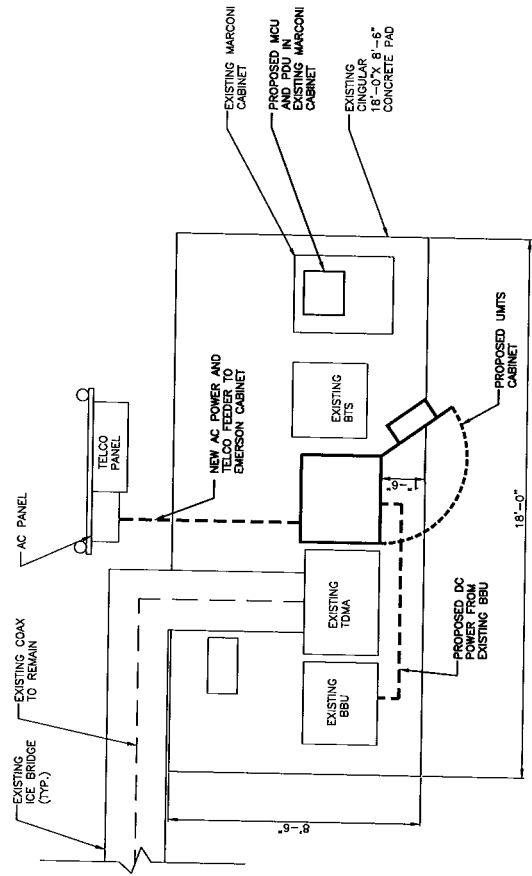 EXISTING
ICE BRIDGE
(TYP.)
EXISTING COAX
TO REMAIN
AC PANEL
TELCO
PANEL
NEW AC POWER AND
TELCO FEEDER TO
EMERSON CABINET
EXISTING MARCONI
CABINET
PROPOSED MCU
AND PDU IN
EXISTING MARCONI
CABINET
EXISTING
CINGULAR
18'-0"X 8'-6"
CONCRETE PAD
EXISTING
BBU
EXISTING
TDMA
EXISTING
BTS
1'-6"
8'-6"
PROPOSED DC
POWER FROM
EXISTING BBU
PROPOSED UMTS
CABINET
18'-0"